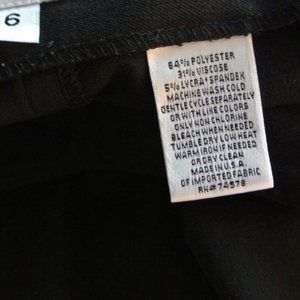 6
64% POLYESTER
31% VISCOSE
5% LYCRA® SPANDEX
MACHINE WASH COLD
GENTLE CYCLE SEPARATELY
OR WITH LIKE COLORS
ONLY NON CHLORINE
BLEACH WHEN NEEDED
TUMBLE DRY LOW HEAT
WARM IRON IF NEEDED
OR DRY CLEAN
MADE IN U.S.A.
OF IMPORTED FABRIC
RN# 74578